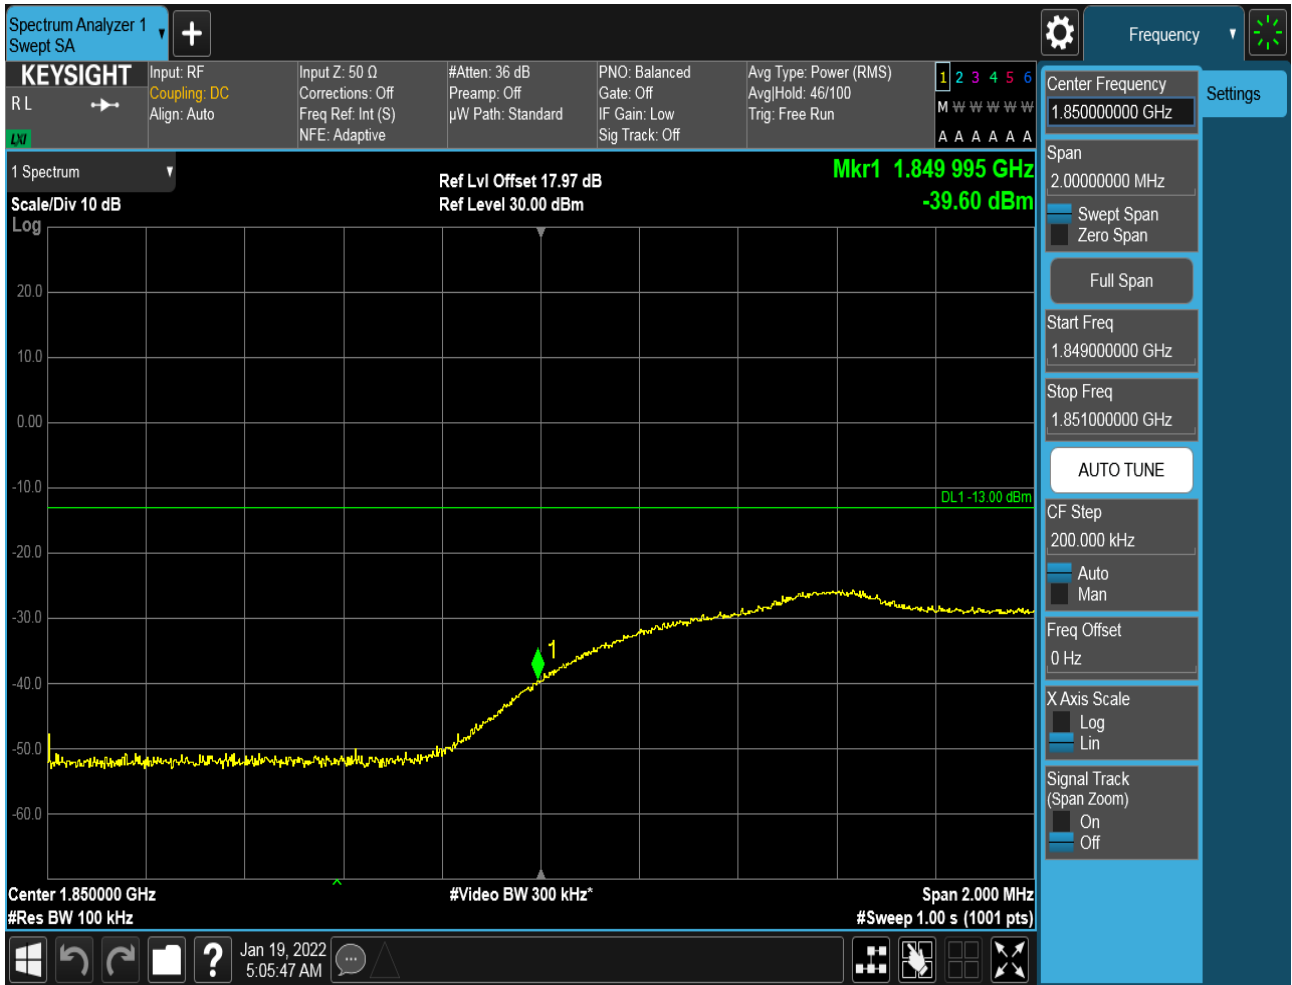 Spectrum Analyzer 1
Swept SA
Frequency
KEYSIGHT
R L
LXI
Input: RF
Coupling: DC
Align: Auto
Input Z: 50 Ω
Corrections: Off
Freq Ref: Int (S)
NFE: Adaptive
#Atten: 36 dB
Preamp: Off
µW Path: Standard
PNO: Balanced
Gate: Off
IF Gain: Low
Sig Track: Off
Avg Type: Power (RMS)
Avg|Hold: 46/100
Trig: Free Run
1 2 3 4 5 6
M W W W W W
A A A A A A
1 Spectrum
Scale/Div 10 dB
Log
Ref Lvl Offset 17.97 dB
Ref Level 30.00 dBm
Mkr1 1.849 995 GHz
-39.60 dBm
20.0
10.0
0.00
-10.0
-20.0
-30.0
-40.0
-50.0
-60.0
DL1 -13.00 dBm
1
Center 1.850000 GHz
#Res BW 100 kHz
#Video BW 300 kHz*
Span 2.000 MHz
#Sweep 1.00 s (1001 pts)
Center Frequency
1.850000000 GHz
Settings
Span
2.00000000 MHz
Swept Span
Zero Span
Full Span
Start Freq
1.849000000 GHz
Stop Freq
1.851000000 GHz
AUTO TUNE
CF Step
200.000 kHz
Auto
Man
Freq Offset
0 Hz
X Axis Scale
Log
Lin
Signal Track
(Span Zoom)
On
Off
?
Jan 19, 2022
5:05:47 AM